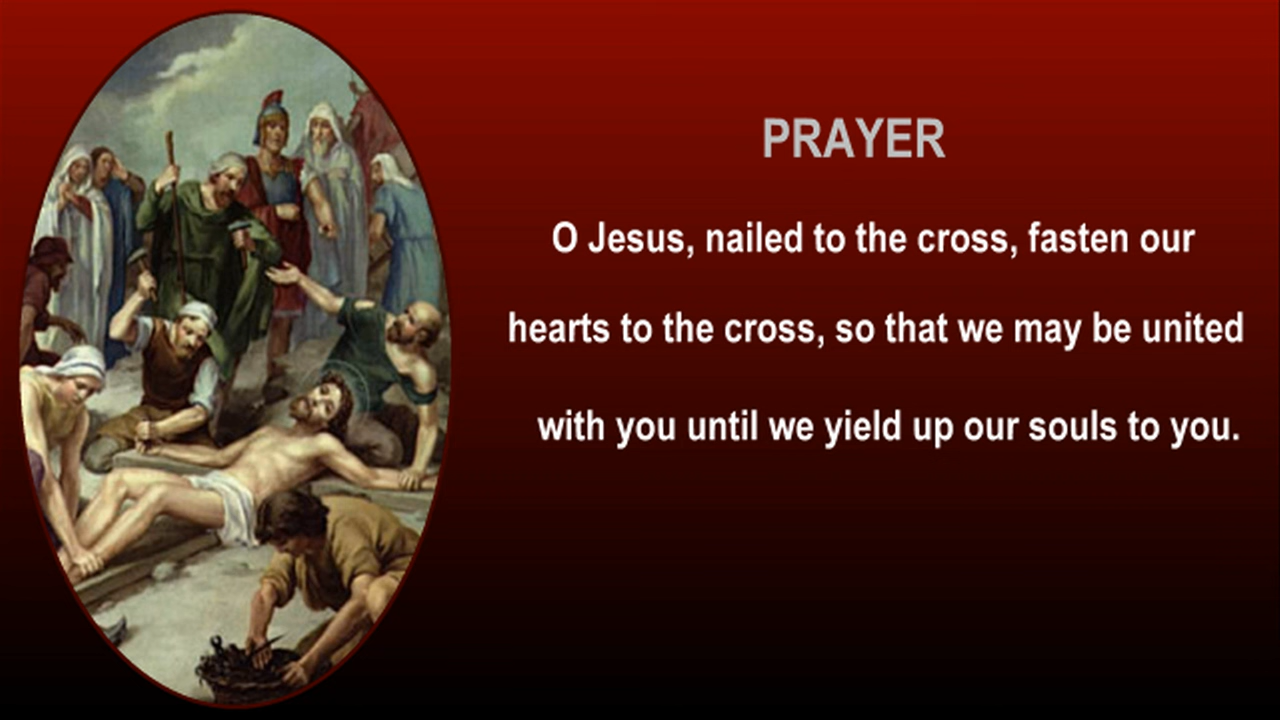 PRAYER
O Jesus, nailed to the cross, fasten our
hearts to the cross, so that we may be united
with you until we yield up our souls to you.